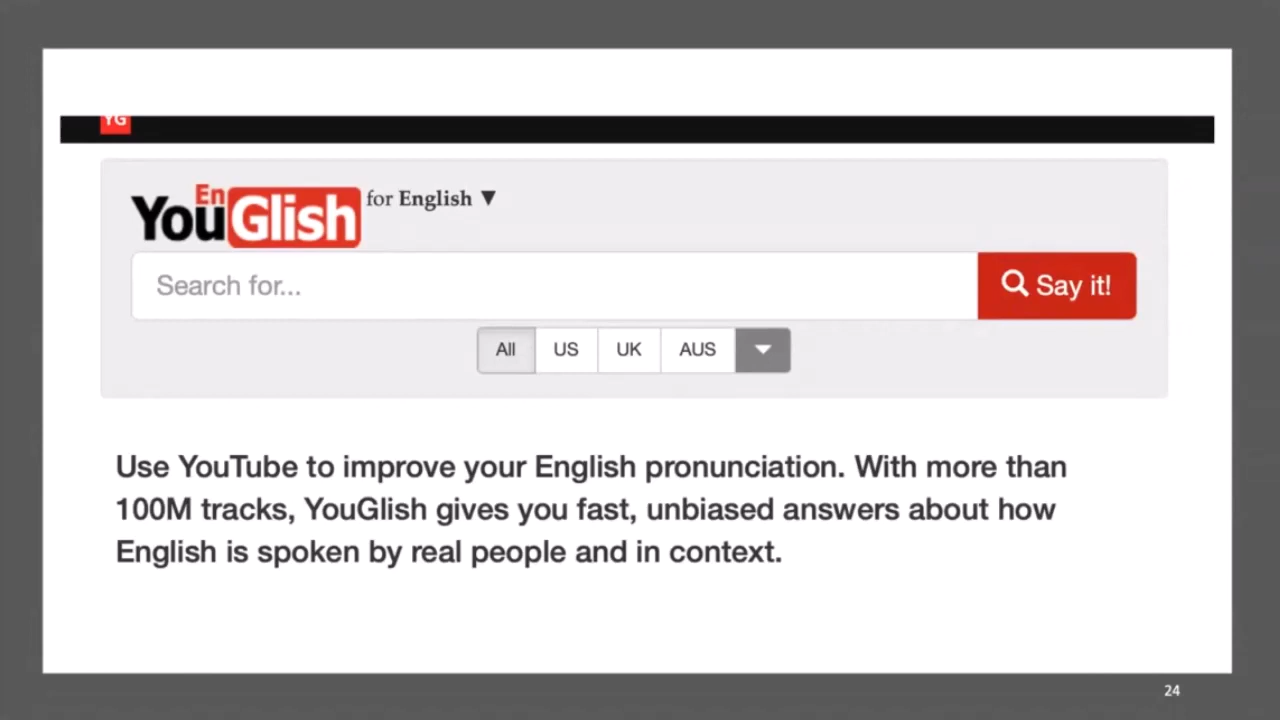 YG
En
YouGlish for English ▼
Search for...
Say it!
All US UK AUS
Use YouTube to improve your English pronunciation. With more than
100M tracks, YouGlish gives you fast, unbiased answers about how
English is spoken by real people and in context.
24